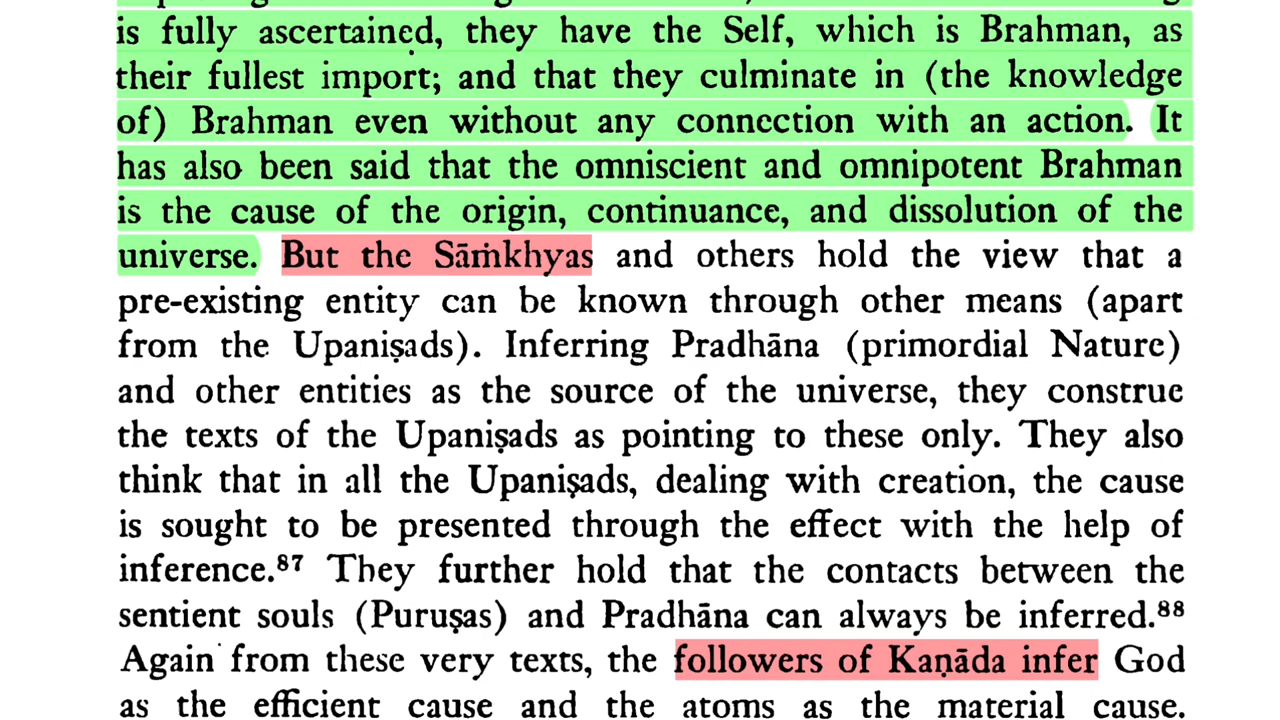 is fully ascertained, they have the Self, which is Brahman, as
their fullest import; and that they culminate in (the knowledge
of) Brahman even without any connection with an action. It
has also been said that the omniscient and omnipotent Brahman
is the cause of the origin, continuance, and dissolution of the
universe. But the Sāṁkhyas and others hold the view that a
pre-existing entity can be known through other means (apart
from the Upaniṣads). Inferring Pradhāna (primordial Nature)
and other entities as the source of the universe, they construe
the texts of the Upaniṣads as pointing to these only. They also
think that in all the Upaniṣads, dealing with creation, the cause
is sought to be presented through the effect with the help of
inference.⁸⁷ They further hold that the contacts between the
sentient souls (Puruṣas) and Pradhāna can always be inferred.⁸⁸
Again from these very texts, the followers of Kaṇāda infer God
as the efficient cause and the atoms as the material cause.